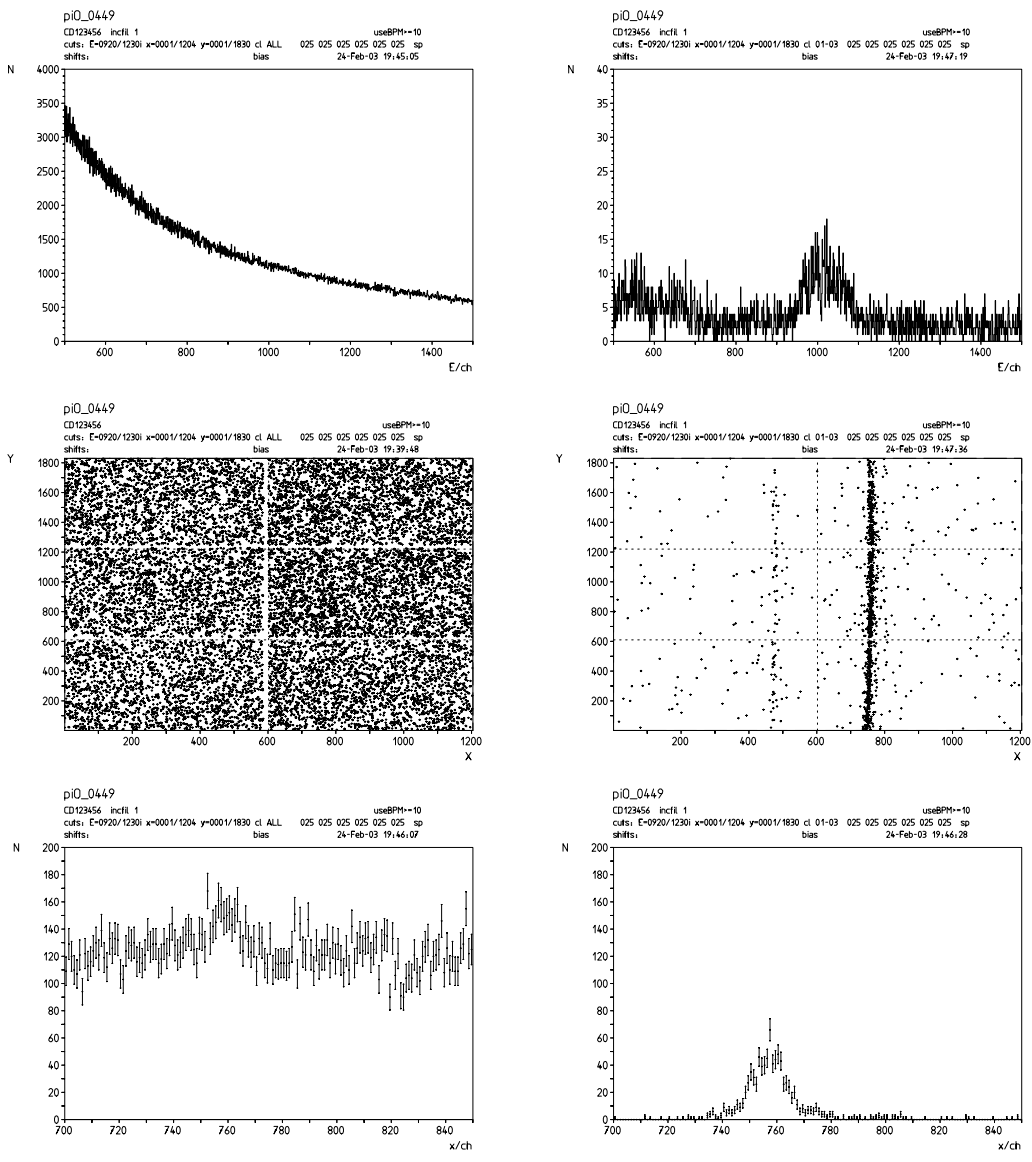 pi0_0449
CD123456 incfil 1 useBPM>=10
cuts: E=0920/1230i x=0001/1204 y=0001/1830 cl ALL 025 025 025 025 025 025 sp
shifts: bias 24-Feb-03 19:45:05
N
4000
3500
3000
2500
2000
1500
1000
500
0
600 800 1000 1200 1400
E/ch
pi0_0449
CD123456 incfil 1 useBPM>=10
cuts: E=0920/1230i x=0001/1204 y=0001/1830 cl 01-03 025 025 025 025 025 025 sp
shifts: bias 24-Feb-03 19:47:19
N
40
35
30
25
20
15
10
5
0
600 800 1000 1200 1400
E/ch
pi0_0449
CD123456 useBPM>=10
cuts: E=0920/1230i x=0001/1204 y=0001/1830 cl ALL 025 025 025 025 025 025 sp
shifts: bias 24-Feb-03 19:39:48
Y
1800
1600
1400
1200
1000
800
600
400
200
200 400 600 800 1000 1200
X
pi0_0449
CD123456 incfil 1 useBPM>=10
cuts: E=0920/1230i x=0001/1204 y=0001/1830 cl 01-03 025 025 025 025 025 025 sp
shifts: bias 24-Feb-03 19:47:36
Y
1800
1600
1400
1200
1000
800
600
400
200
200 400 600 800 1000 1200
X
pi0_0449
CD123456 incfil 1 useBPM>=10
cuts: E=0920/1230i x=0001/1204 y=0001/1830 cl ALL 025 025 025 025 025 025 sp
shifts: bias 24-Feb-03 19:46:07
N
200
180
160
140
120
100
80
60
40
20
0
700 720 740 760 780 800 820 840
x/ch
pi0_0449
CD123456 incfil 1 useBPM>=10
cuts: E=0920/1230i x=0001/1204 y=0001/1830 cl 01-03 025 025 025 025 025 025 sp
shifts: bias 24-Feb-03 19:46:28
N
200
180
160
140
120
100
80
60
40
20
0
700 720 740 760 780 800 820 840
x/ch